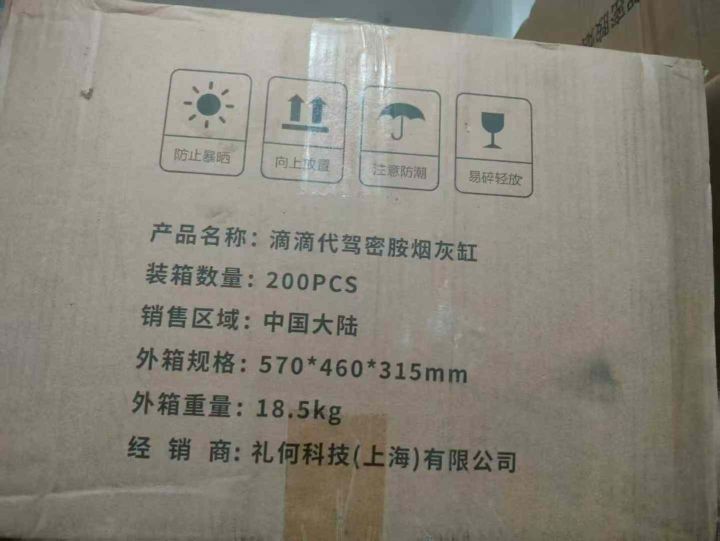 防止暴晒
向上放置
注意防潮
易碎轻放
产品名称：滴滴代驾密胺烟灰缸
装箱数量：200PCS
销售区域：中国大陆
外箱规格：570*460*315mm
外箱重量：18.5kg
经 销 商：礼何科技(上海)有限公司